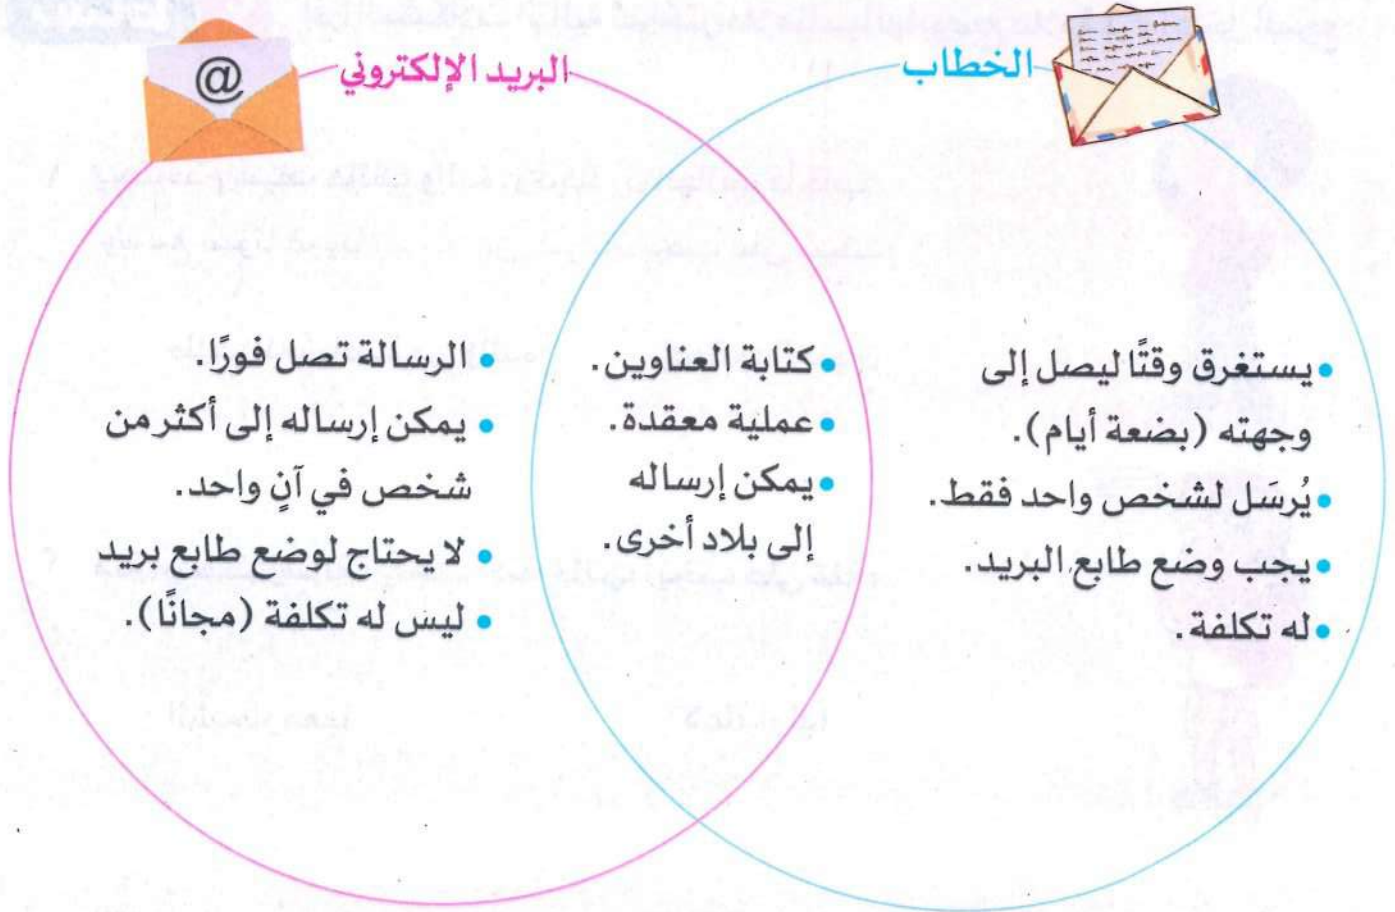 الخطاب
البريد الإلكتروني
@
• يستغرق وقتًا ليصل إلى
وجهته (بضعة أيام).
• يُرسَل لشخص واحد فقط.
• يجب وضع طابع البريد.
• له تكلفة.
• كتابة العناوين.
• عملية معقدة.
• يمكن إرساله
إلى بلاد أخرى.
• الرسالة تصل فورًا.
• يمكن إرساله إلى أكثر من
شخص في آنٍ واحد.
• لا يحتاج لوضع طابع بريد
• ليس له تكلفة (مجانًا).